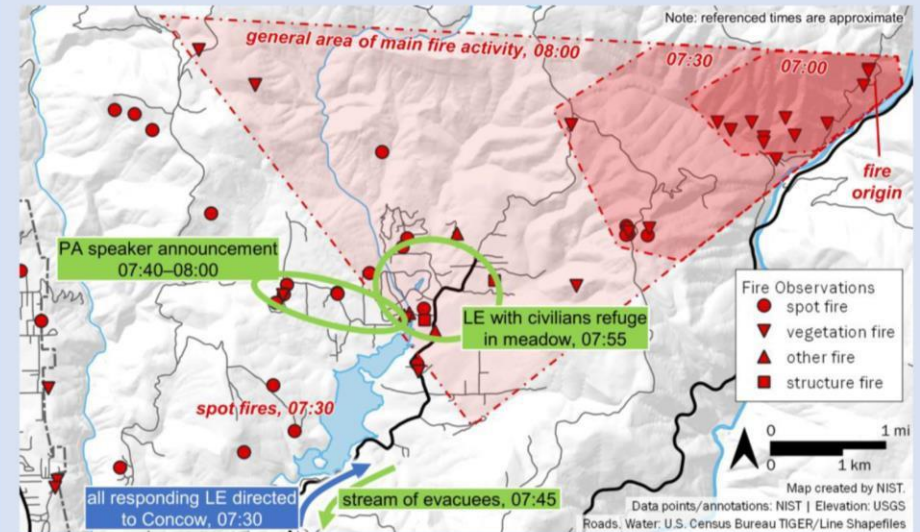 Note: referenced times are approximate
general area of main fire activity, 08:00
07:30
07:00
fire
origin
PA speaker announcement
07:40–08:00
LE with civilians refuge
in meadow, 07:55
Fire Observations
spot fire
vegetation fire
other fire
structure fire
spot fires, 07:30
0 1 mi
0 1 km
all responding LE directed
to Concow, 07:30
stream of evacuees, 07:45
Map created by NIST.
Data points/annotations: NIST | Elevation: USGS
Roads, Water: U.S. Census Bureau TIGER/Line Shapefiles